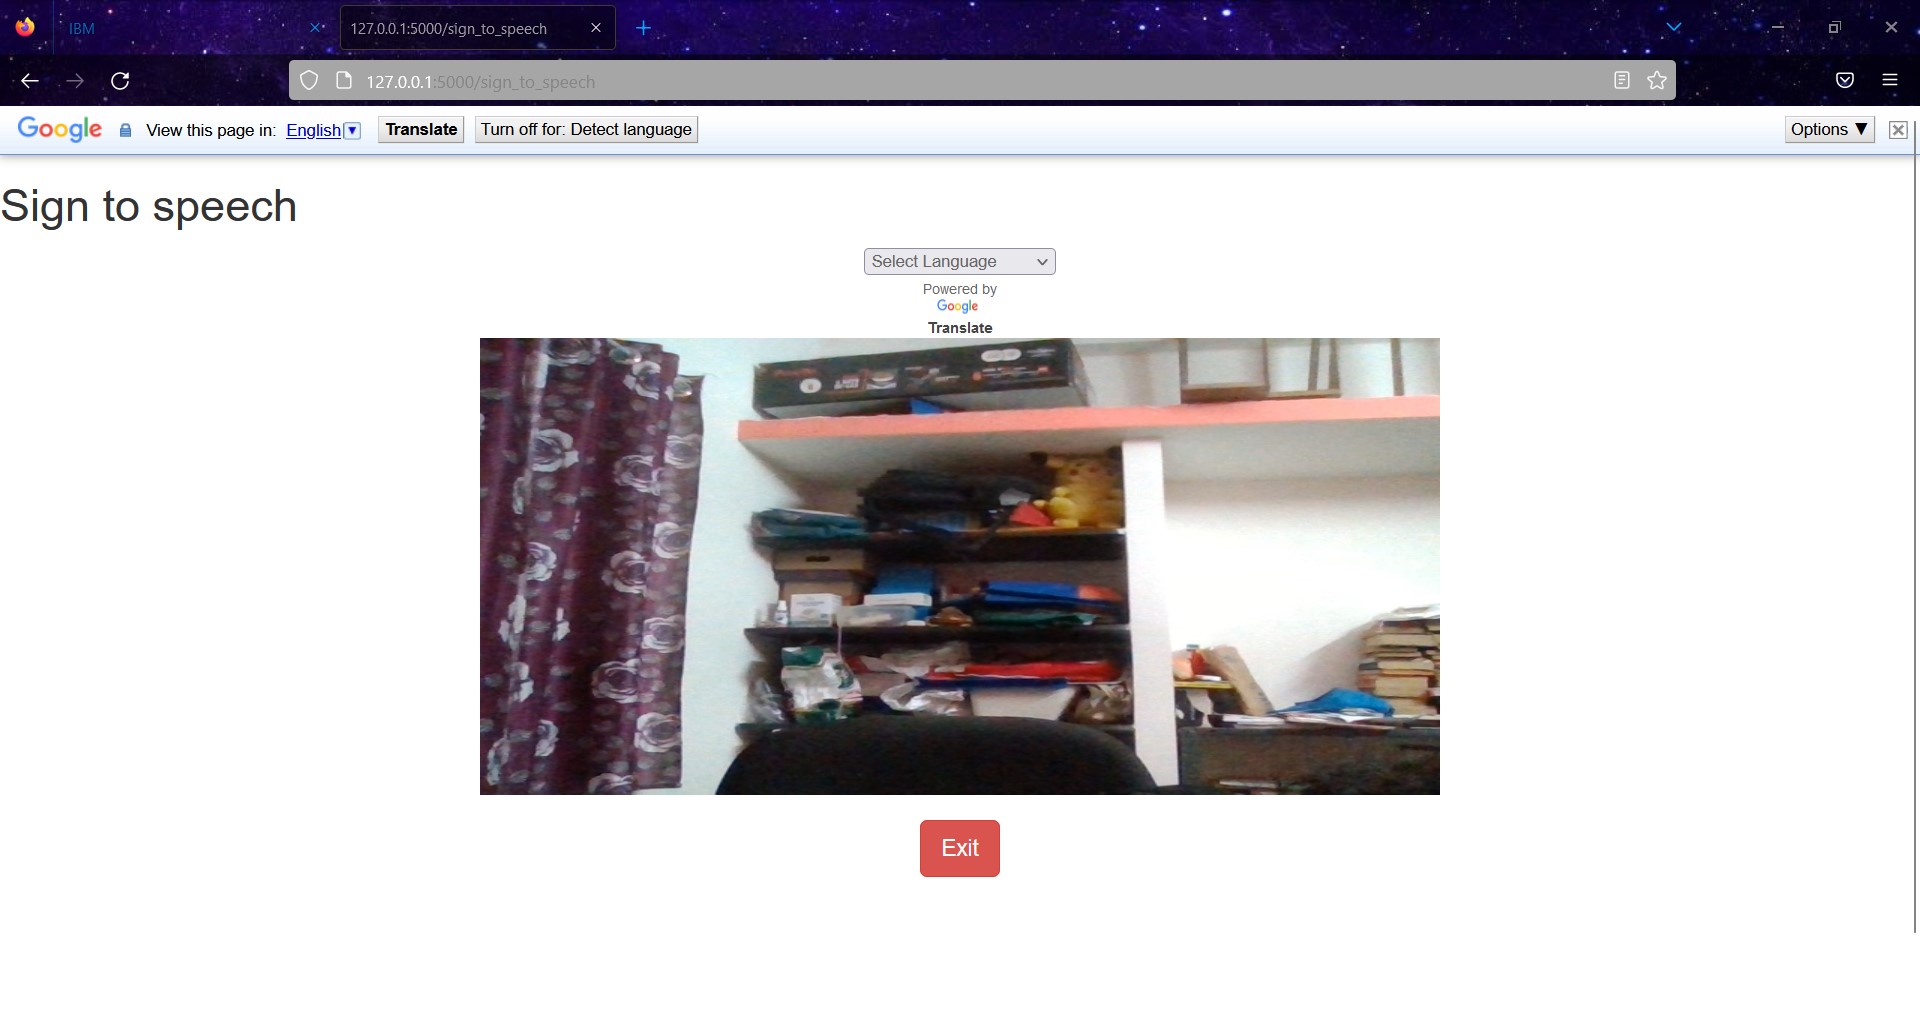 IBM
127.0.0.1:5000/sign_to_speech
127.0.0.1:5000/sign_to_speech
Google View this page in: English Translate Turn off for: Detect language Options ▼
Sign to speech
Select Language
Powered by
Google
Translate
Exit